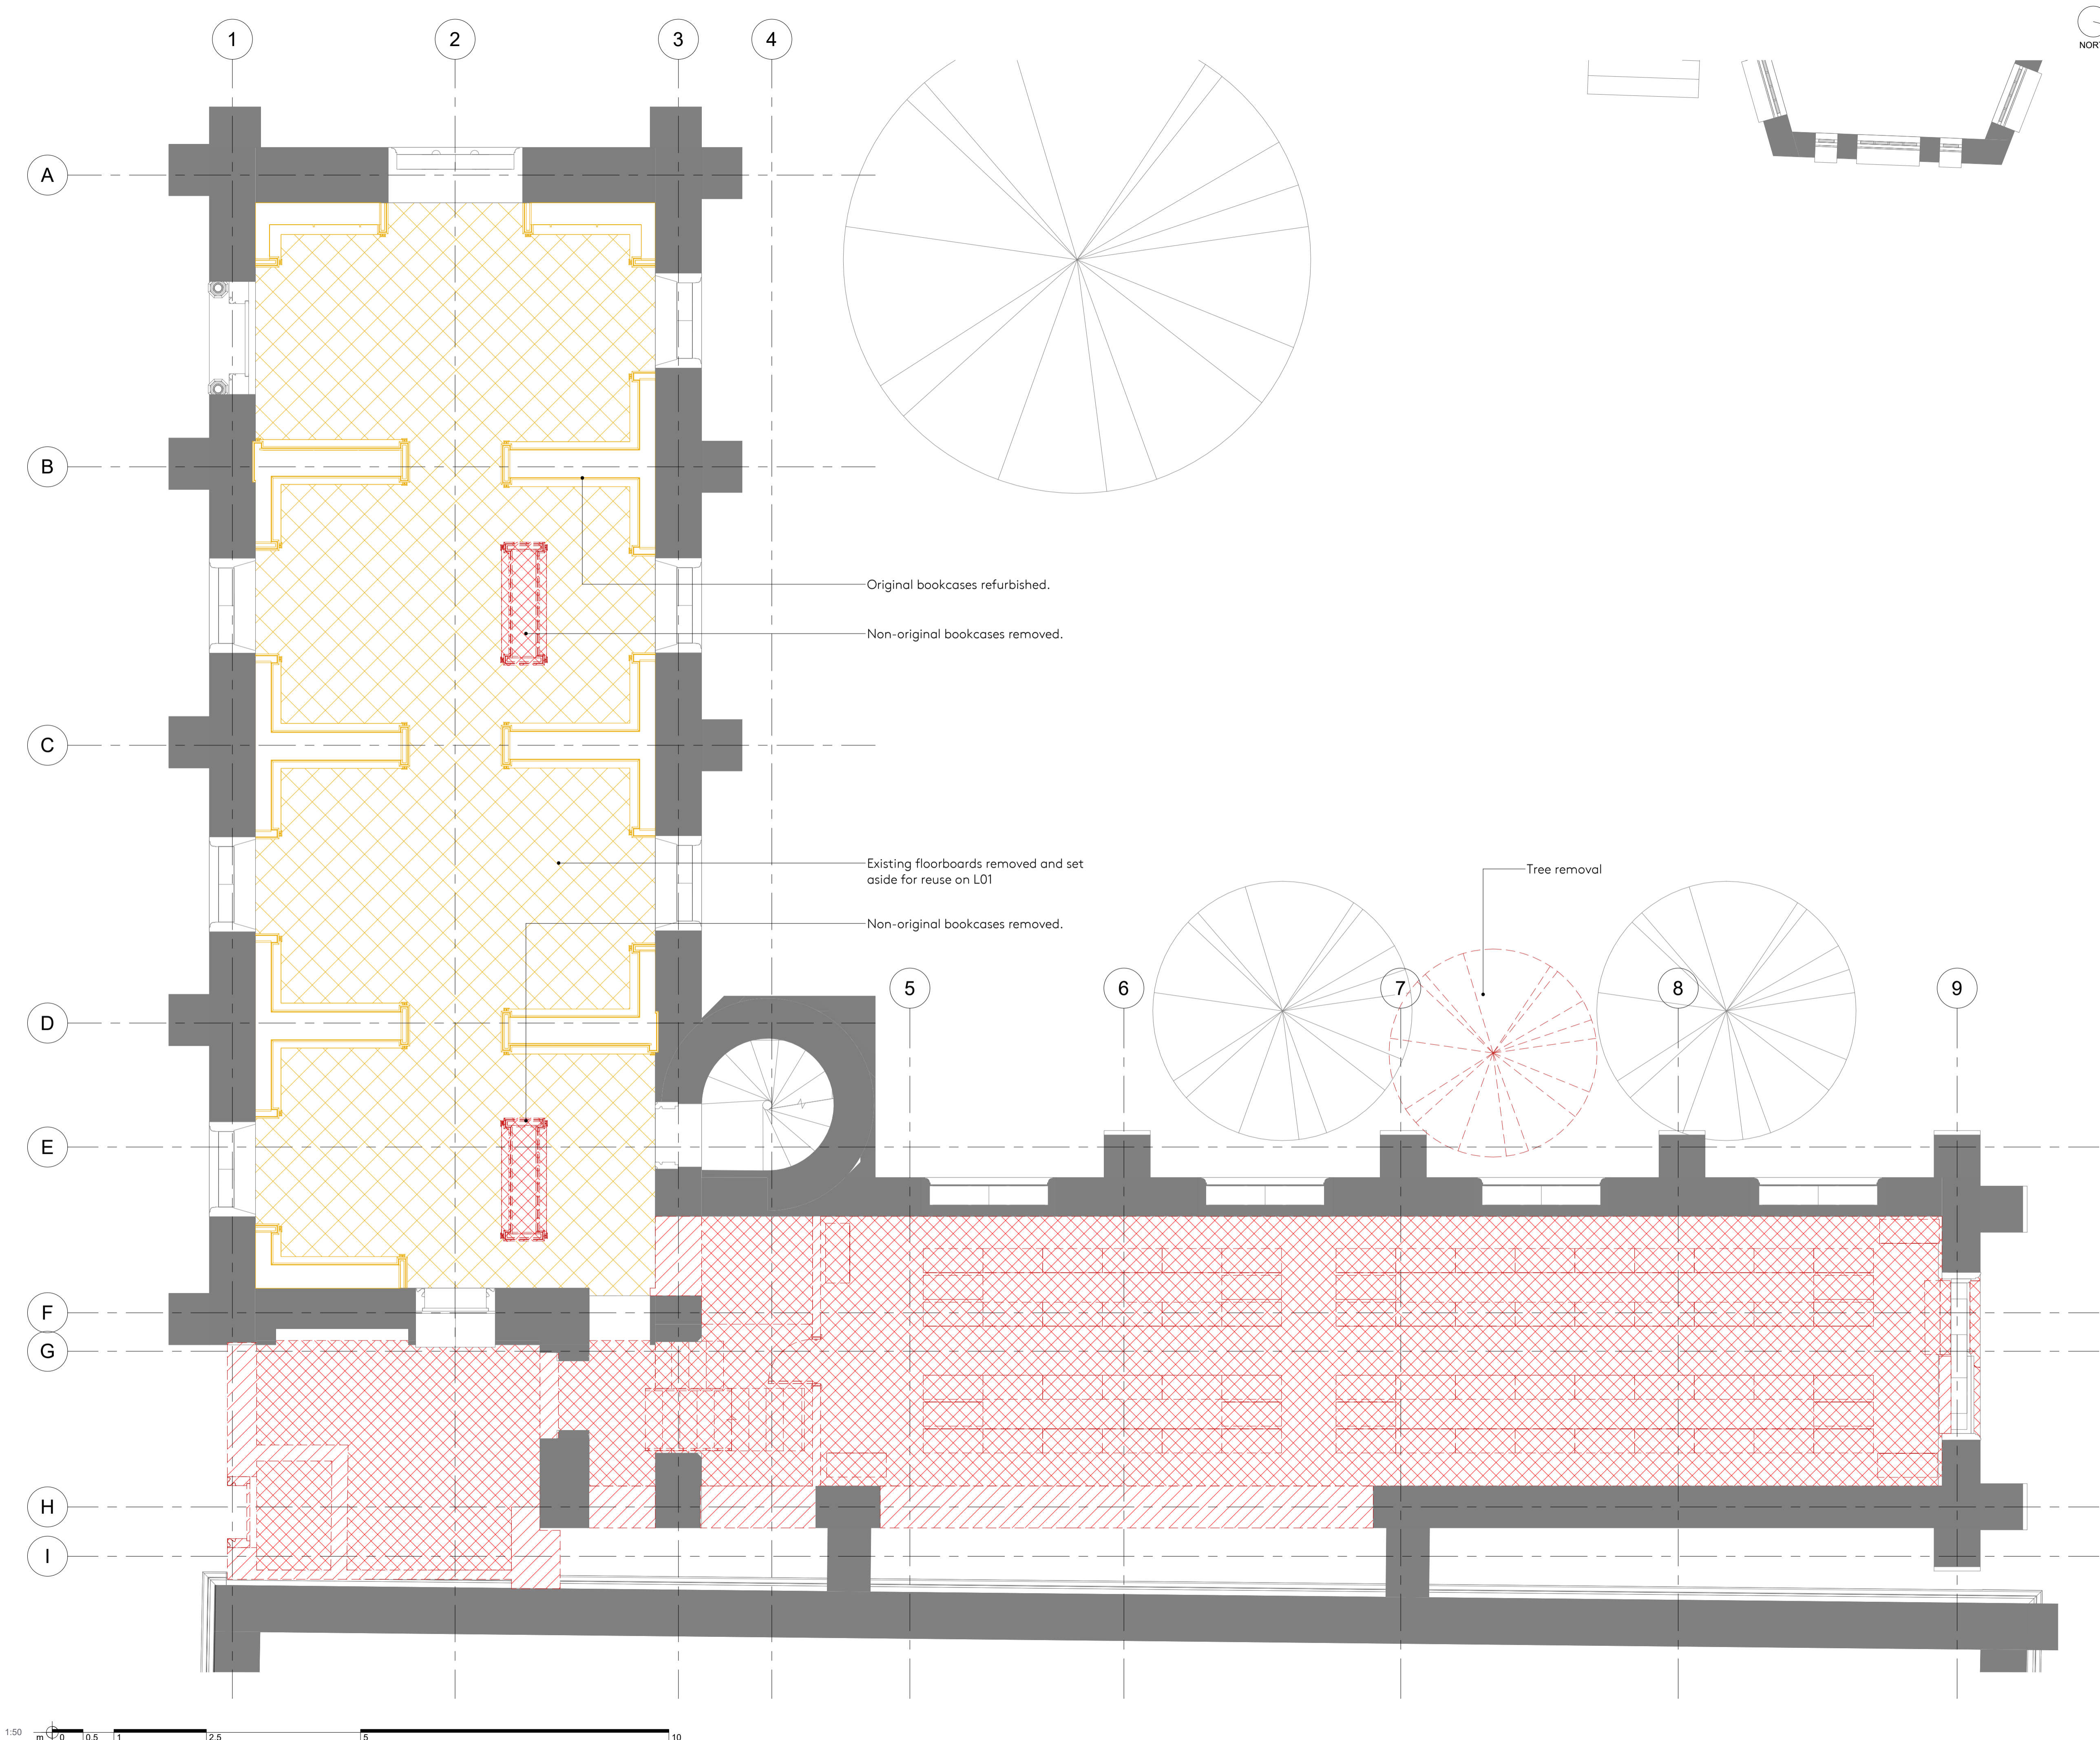 1
2
3
4
NOR
A
B
Original bookcases refurbished.
Non-original bookcases removed.
C
Existing floorboards removed and set
aside for reuse on L01
Tree removal
Non-original bookcases removed.
5
6
7
8
9
D
E
F
G
H
I
1:50
m 0 0.5 1 2.5 5 10